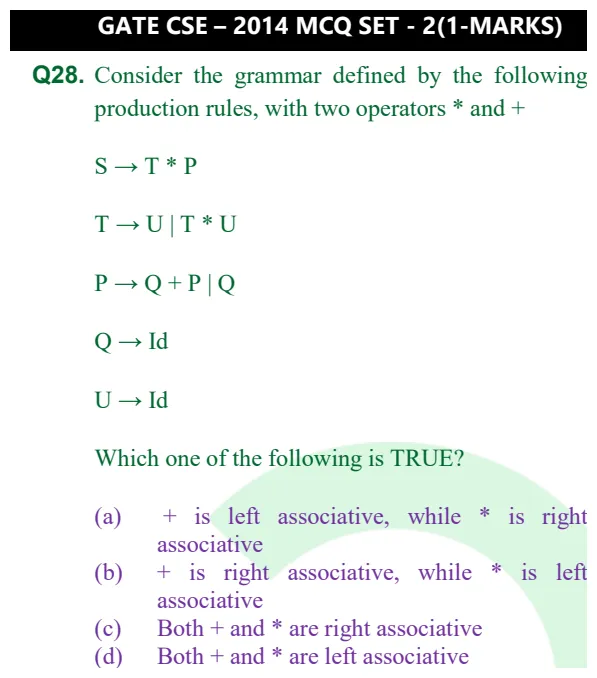 GATE CSE – 2014 MCQ SET - 2(1-MARKS)
Q28. Consider the grammar defined by the following
production rules, with two operators * and +
S → T * P
T → U | T * U
P → Q + P | Q
Q → Id
U → Id
Which one of the following is TRUE?
(a) + is left associative, while * is right
associative
(b) + is right associative, while * is left
associative
(c) Both + and * are right associative
(d) Both + and * are left associative